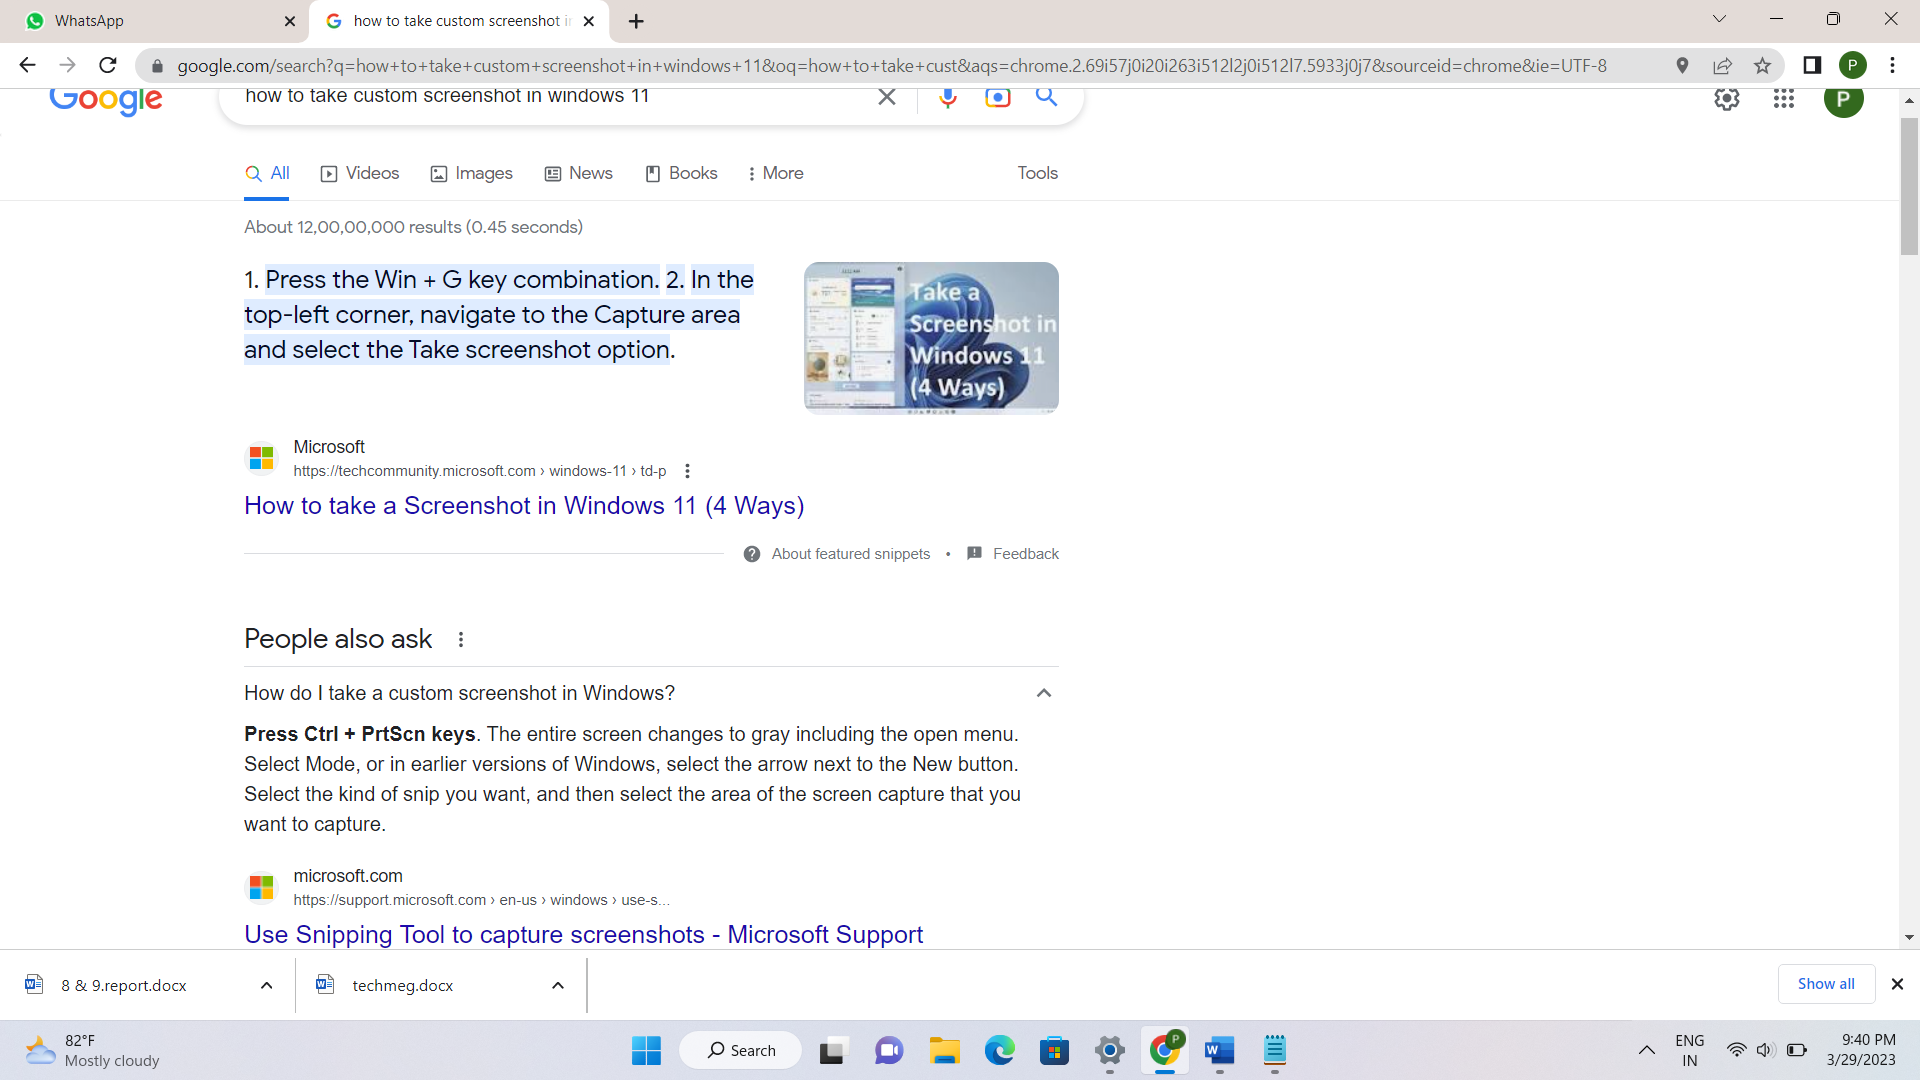 WhatsApp
how to take custom screenshot i
google.com/search?q=how+to+take+custom+screenshot+in+windows+11&oq=how+to+take+cust&aqs=chrome.2.69i57j0i20i263i512l2j0i512l7.5933j0j7&sourceid=chrome&ie=UTF-8
P
Google
how to take custom screenshot in windows 11
P
All
Videos
Images
News
Books
More
Tools
About 12,00,00,000 results (0.45 seconds)
1. Press the Win + G key combination. 2. In the
top-left corner, navigate to the Capture area
and select the Take screenshot option.
Take a
Screenshot in
Windows 11
(4 Ways)
Microsoft
https://techcommunity.microsoft.com › windows-11 › td-p
How to take a Screenshot in Windows 11 (4 Ways)
About featured snippets • Feedback
People also ask
How do I take a custom screenshot in Windows?
Press Ctrl + PrtScn keys. The entire screen changes to gray including the open menu.
Select Mode, or in earlier versions of Windows, select the arrow next to the New button.
Select the kind of snip you want, and then select the area of the screen capture that you
want to capture.
microsoft.com
https://support.microsoft.com › en-us › windows › use-s...
Use Snipping Tool to capture screenshots - Microsoft Support
8 & 9.report.docx
techmeg.docx
Show all
82°F
Mostly cloudy
Search
P
ENG
IN
9:40 PM
3/29/2023